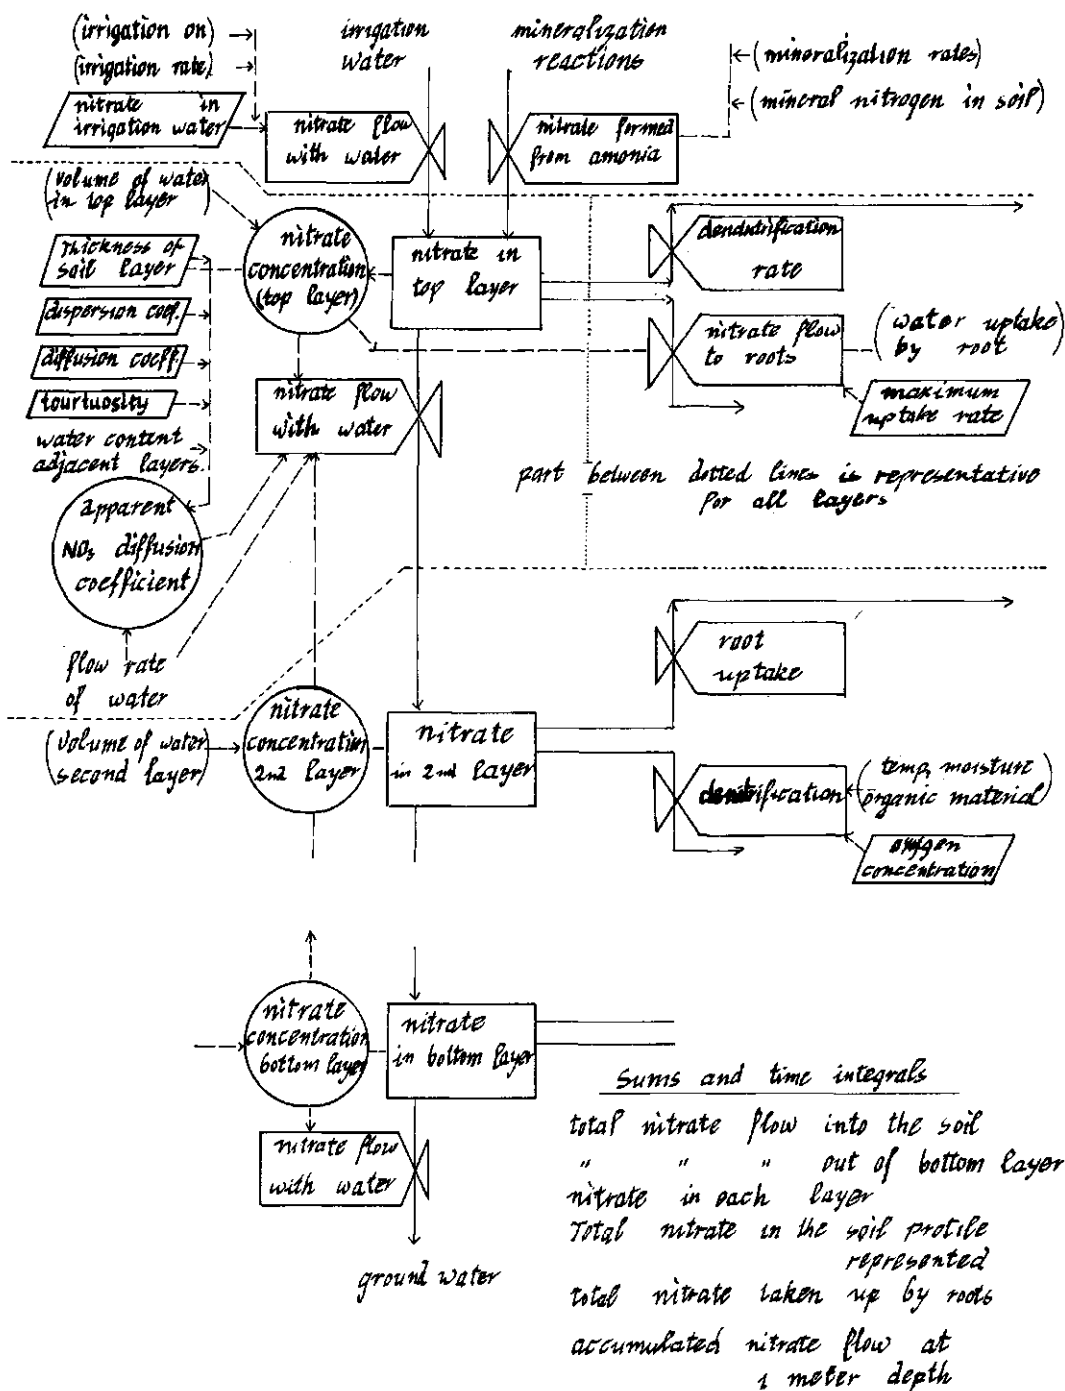 (irrigation on)
(irrigation rate)
nitrate in
irrigation water
irrigation
water
mineralization
reactions
(mineralization rates)
(mineral nitrogen in soil)
nitrate flow
with water
nitrate formed
from amonia
(volume of water
in top layer)
thickness of
soil layer
dispersion coef.
diffusion coeff.
tourtuosity
water content
adjacent layers.
nitrate
concentration
(top layer)
nitrate in
top layer
dendritrification
rate
nitrate flow
to roots
(water uptake
by root)
maximum
uptake rate
nitrate flow
with water
part between dotted lines is representative
for all layers
apparent
NO3 diffusion
coefficient
flow rate
of water
root
uptake
(volume of water
second layer)
nitrate
concentration
2nd layer
nitrate
in 2nd layer
denitrification
(temp, moisture
organic material)
oxygen
concentration
nitrate
concentration
bottom layer
nitrate
in bottom layer
nitrate flow
with water
ground water
Sums and time integrals
total nitrate flow into the soil
" " " out of bottom layer
nitrate in each layer
Total nitrate in the soil profile
represented
total nitrate taken up by roots
accumulated nitrate flow at
1 meter depth